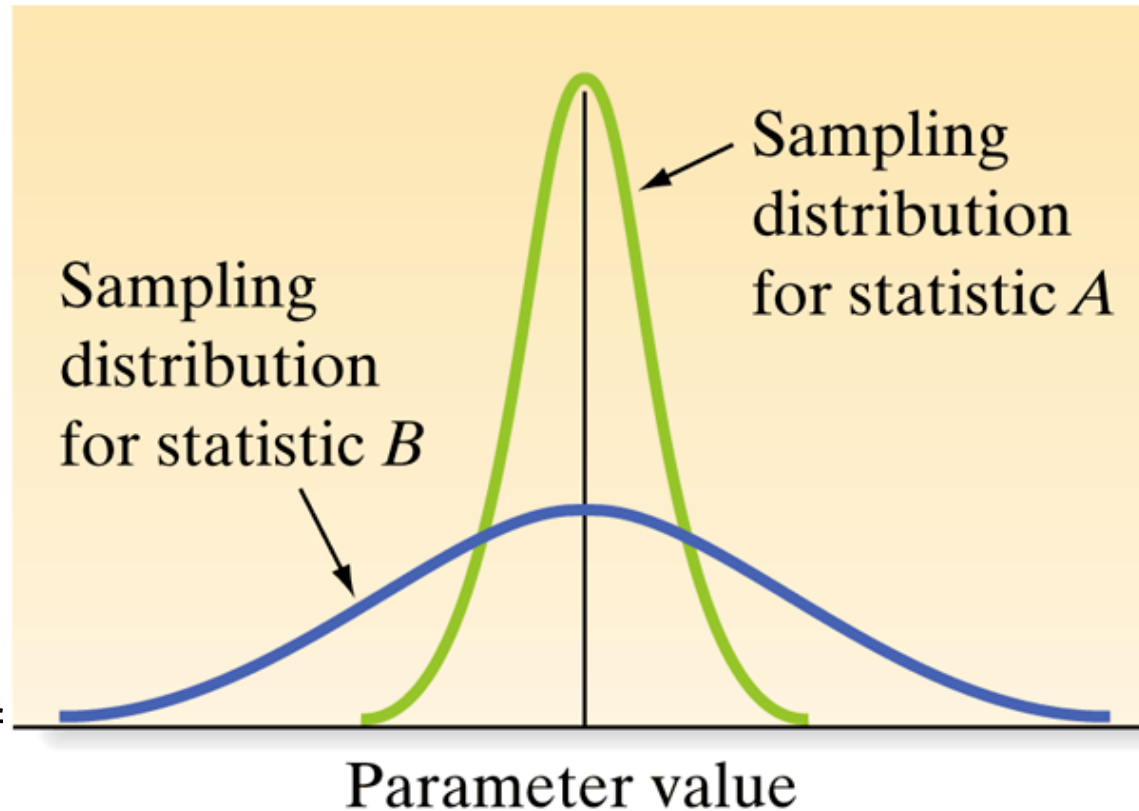 Sampling
distribution
for statistic A
Sampling
distribution
for statistic B
Parameter value